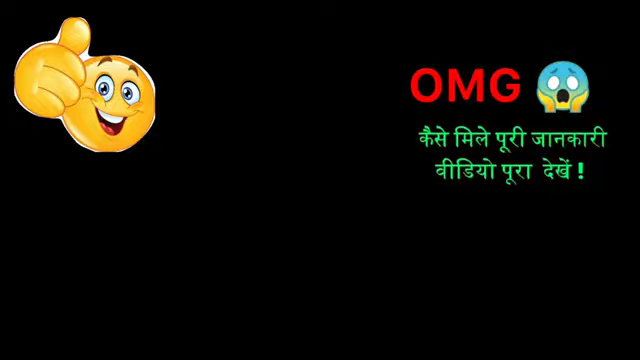 OMG 😱
कैसे मिले पूरी जानकारी
वीडियो पूरा देखें !